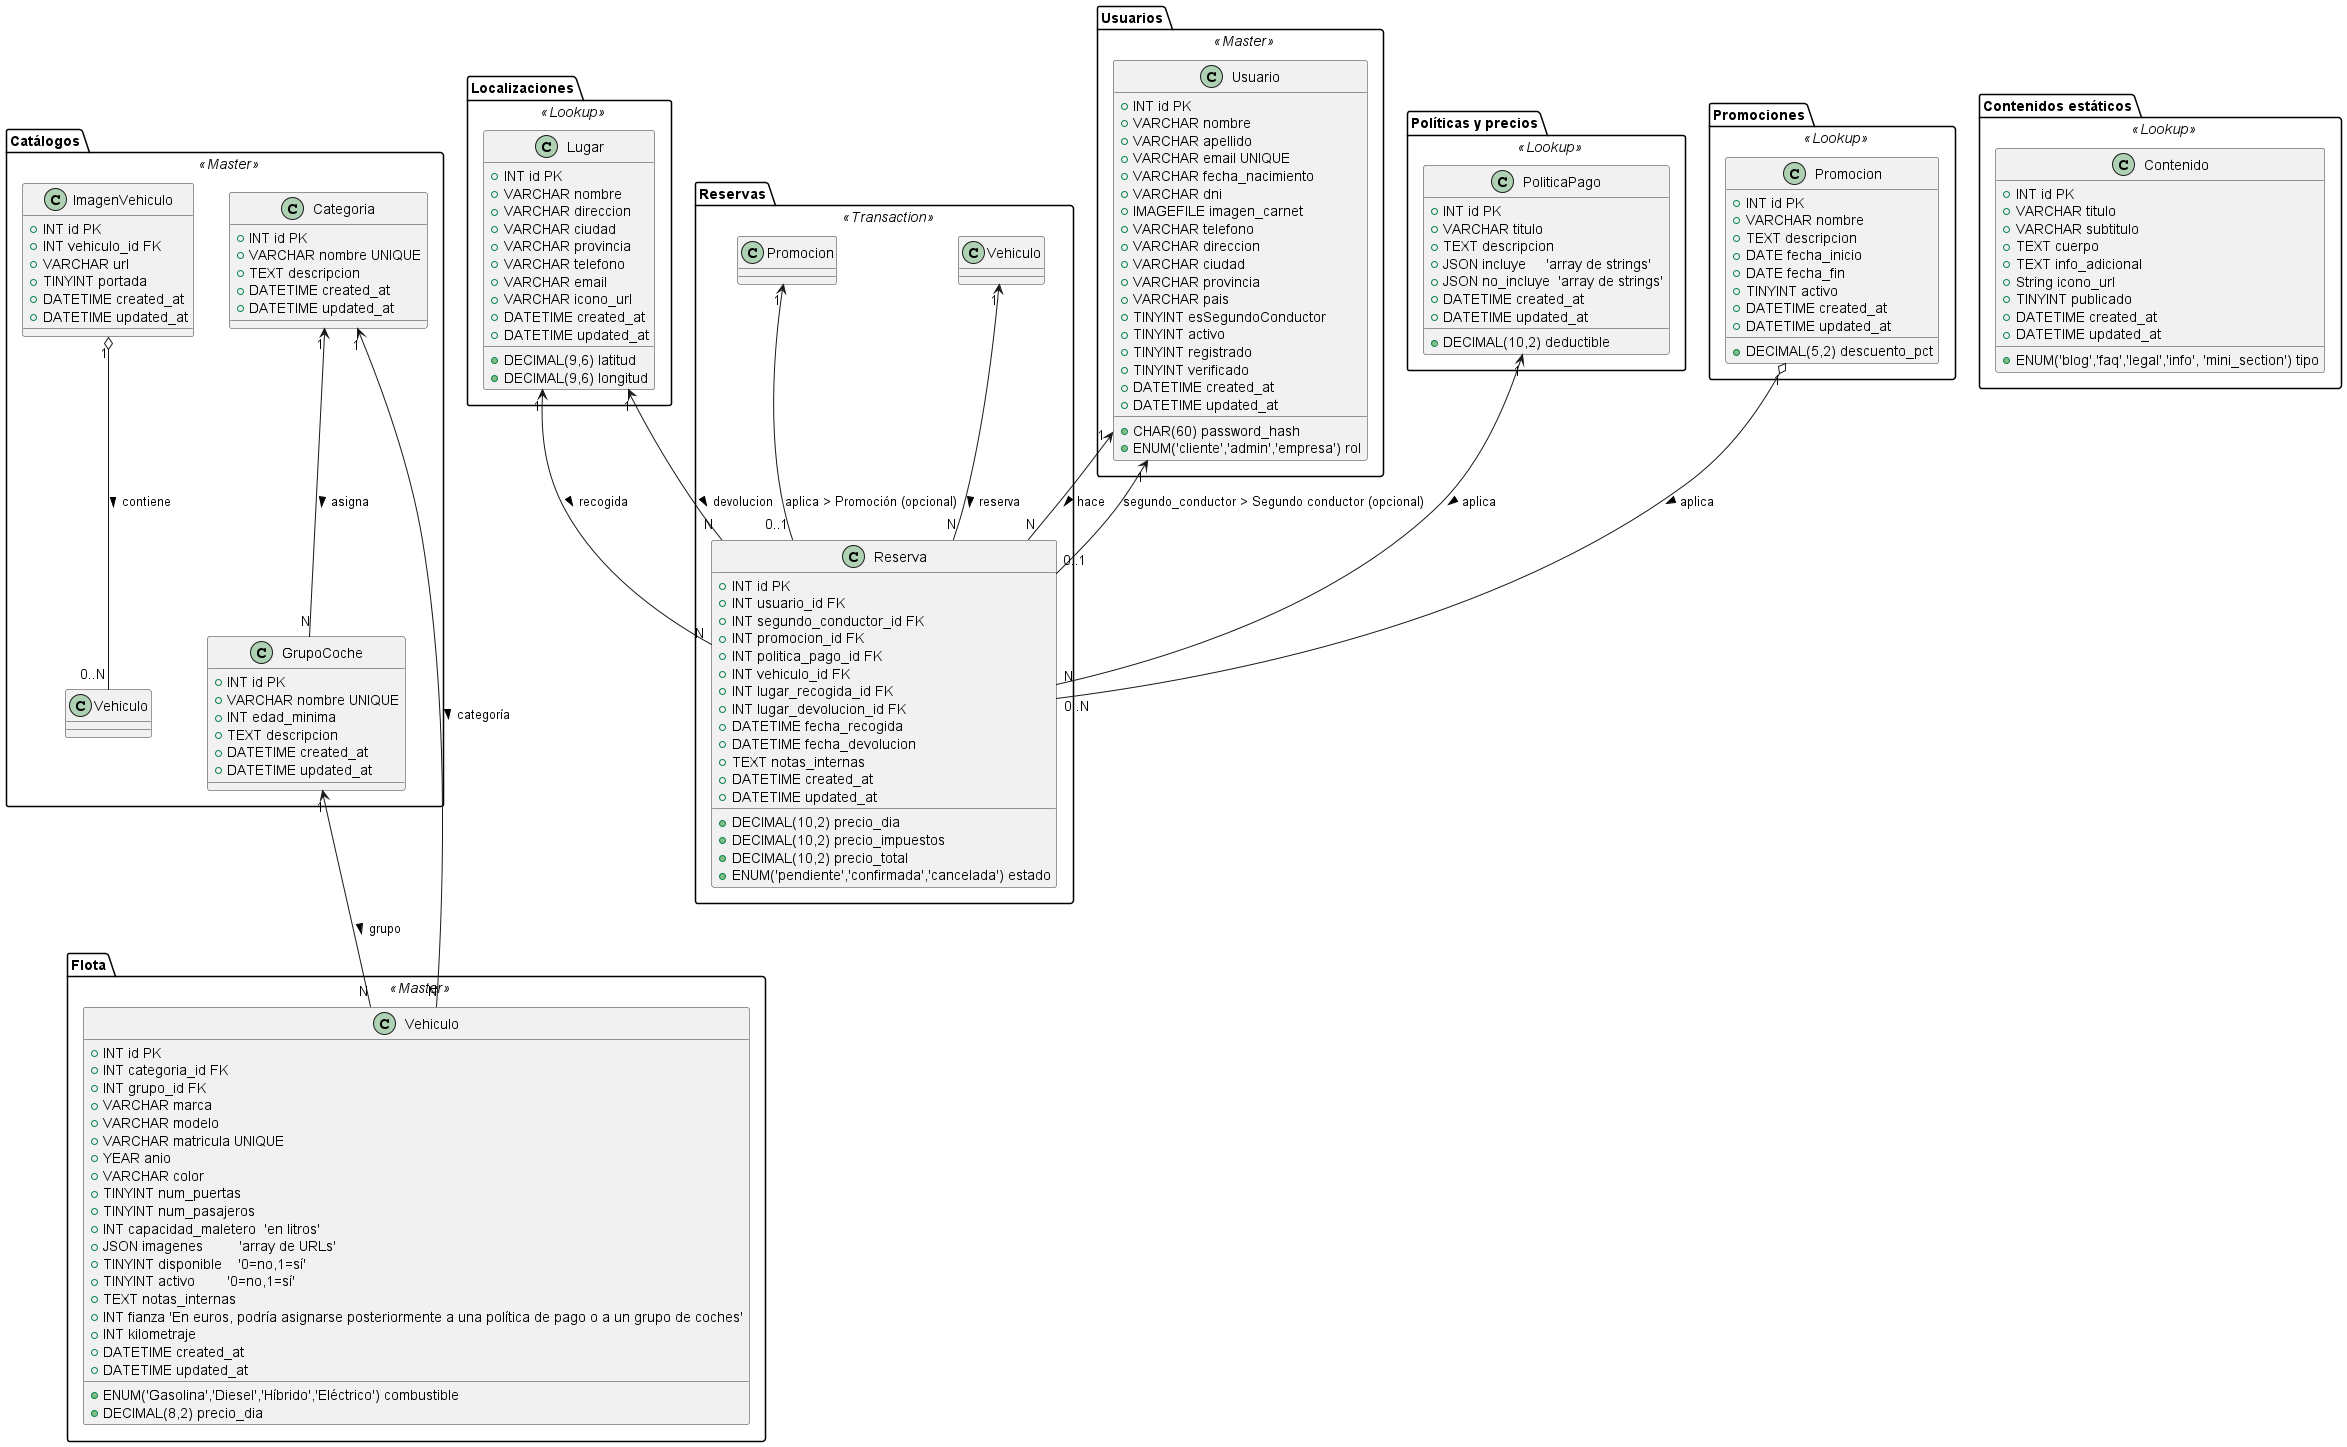 Catálogos
«Master»
ImagenVehiculo
INT id PK
INT vehiculo_id FK
VARCHAR url
TINYINT portada
DATETIME created_at
DATETIME updated_at
Categoria
INT id PK
VARCHAR nombre UNIQUE
TEXT descripcion
DATETIME created_at
DATETIME updated_at
1
1
1
contiene
asigna
categoría
0..N
N
Vehiculo
GrupoCoche
INT id PK
VARCHAR nombre UNIQUE
INT edad_minima
TEXT descripcion
DATETIME created_at
DATETIME updated_at
1
grupo
N
N
Localizaciones
«Lookup»
Lugar
INT id PK
VARCHAR nombre
VARCHAR direccion
VARCHAR ciudad
VARCHAR provincia
VARCHAR telefono
VARCHAR email
VARCHAR icono_url
DATETIME created_at
DATETIME updated_at
DECIMAL(9,6) latitud
DECIMAL(9,6) longitud
1
1
recogida
devolucion
N
N
Reservas
«Transaction»
Promocion
Vehiculo
1
1
aplica > Promoción (opcional)
reserva
0..1
N
Reserva
INT id PK
INT usuario_id FK
INT segundo_conductor_id FK
INT promocion_id FK
INT politica_pago_id FK
INT vehiculo_id FK
INT lugar_recogida_id FK
INT lugar_devolucion_id FK
DATETIME fecha_recogida
DATETIME fecha_devolucion
TEXT notas_internas
DATETIME created_at
DATETIME updated_at
DECIMAL(10,2) precio_dia
DECIMAL(10,2) precio_impuestos
DECIMAL(10,2) precio_total
ENUM('pendiente','confirmada','cancelada') estado
Usuarios
«Master»
Usuario
INT id PK
VARCHAR nombre
VARCHAR apellido
VARCHAR email UNIQUE
VARCHAR fecha_nacimiento
VARCHAR dni
IMAGEFILE imagen_carnet
VARCHAR telefono
VARCHAR direccion
VARCHAR ciudad
VARCHAR provincia
VARCHAR pais
TINYINT esSegundoConductor
TINYINT activo
TINYINT registrado
TINYINT verificado
DATETIME created_at
DATETIME updated_at
CHAR(60) password_hash
ENUM('cliente','admin','empresa') rol
1
1
hace
segundo_conductor > Segundo conductor (opcional)
N
0..1
Políticas y precios
«Lookup»
PoliticaPago
INT id PK
VARCHAR titulo
TEXT descripcion
JSON incluye 'array de strings'
JSON no_incluye 'array de strings'
DATETIME created_at
DATETIME updated_at
DECIMAL(10,2) deductible
1
aplica
N
Promociones
«Lookup»
Promocion
INT id PK
VARCHAR nombre
TEXT descripcion
DATE fecha_inicio
DATE fecha_fin
TINYINT activo
DATETIME created_at
DATETIME updated_at
DECIMAL(5,2) descuento_pct
1
aplica
0..N
Contenidos estáticos
«Lookup»
Contenido
INT id PK
VARCHAR titulo
VARCHAR subtitulo
TEXT cuerpo
TEXT info_adicional
String icono_url
TINYINT publicado
DATETIME created_at
DATETIME updated_at
ENUM('blog','faq','legal','info', 'mini_section') tipo
Flota
«Master»
Vehiculo
INT id PK
INT categoria_id FK
INT grupo_id FK
VARCHAR marca
VARCHAR modelo
VARCHAR matricula UNIQUE
YEAR anio
VARCHAR color
TINYINT num_puertas
TINYINT num_pasajeros
INT capacidad_maletero 'en litros'
JSON imagenes 'array de URLs'
TINYINT disponible '0=no,1=sí'
TINYINT activo '0=no,1=sí'
TEXT notas_internas
INT fianza 'En euros, podría asignarse posteriormente a una política de pago o a un grupo de coches'
INT kilometraje
DATETIME created_at
DATETIME updated_at
ENUM('Gasolina','Diesel','Híbrido','Eléctrico') combustible
DECIMAL(8,2) precio_dia